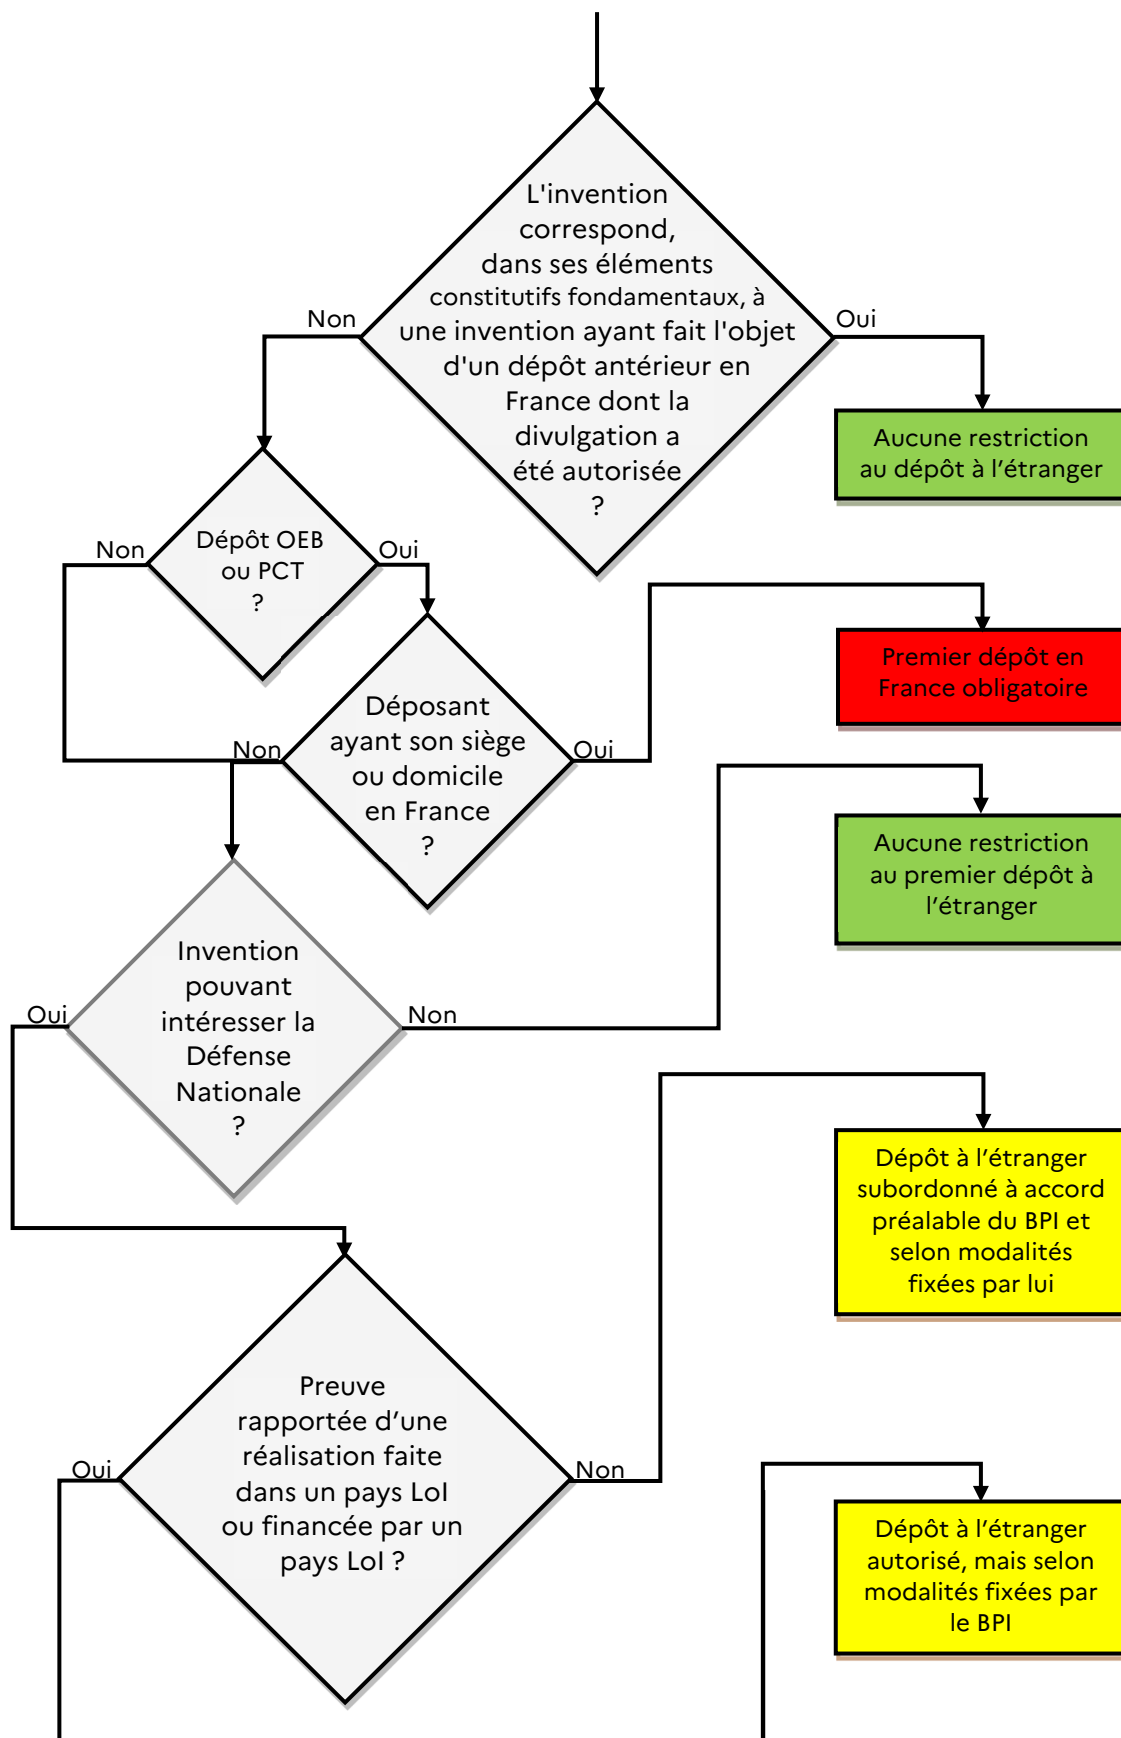 L'invention
correspond,
dans ses éléments
constitutifs fondamentaux, à
une invention ayant fait l'objet
d'un dépôt antérieur en
France dont la
divulgation a
été autorisée
?
Non
Oui
Aucune restriction
au dépôt à l’étranger
Dépôt OEB
ou PCT
?
Non
Oui
Premier dépôt en
France obligatoire
Déposant
ayant son siège
ou domicile
en France
?
Non
Oui
Aucune restriction
au premier dépôt à
l’étranger
Invention
pouvant
intéresser la
Défense
Nationale
?
Oui
Non
Dépôt à l’étranger
subordonné à accord
préalable du BPI et
selon modalités
fixées par lui
Preuve
rapportée d’une
réalisation faite
dans un pays LoI
ou financée par un
pays LoI ?
Oui
Non
Dépôt à l’étranger
autorisé, mais selon
modalités fixées par
le BPI